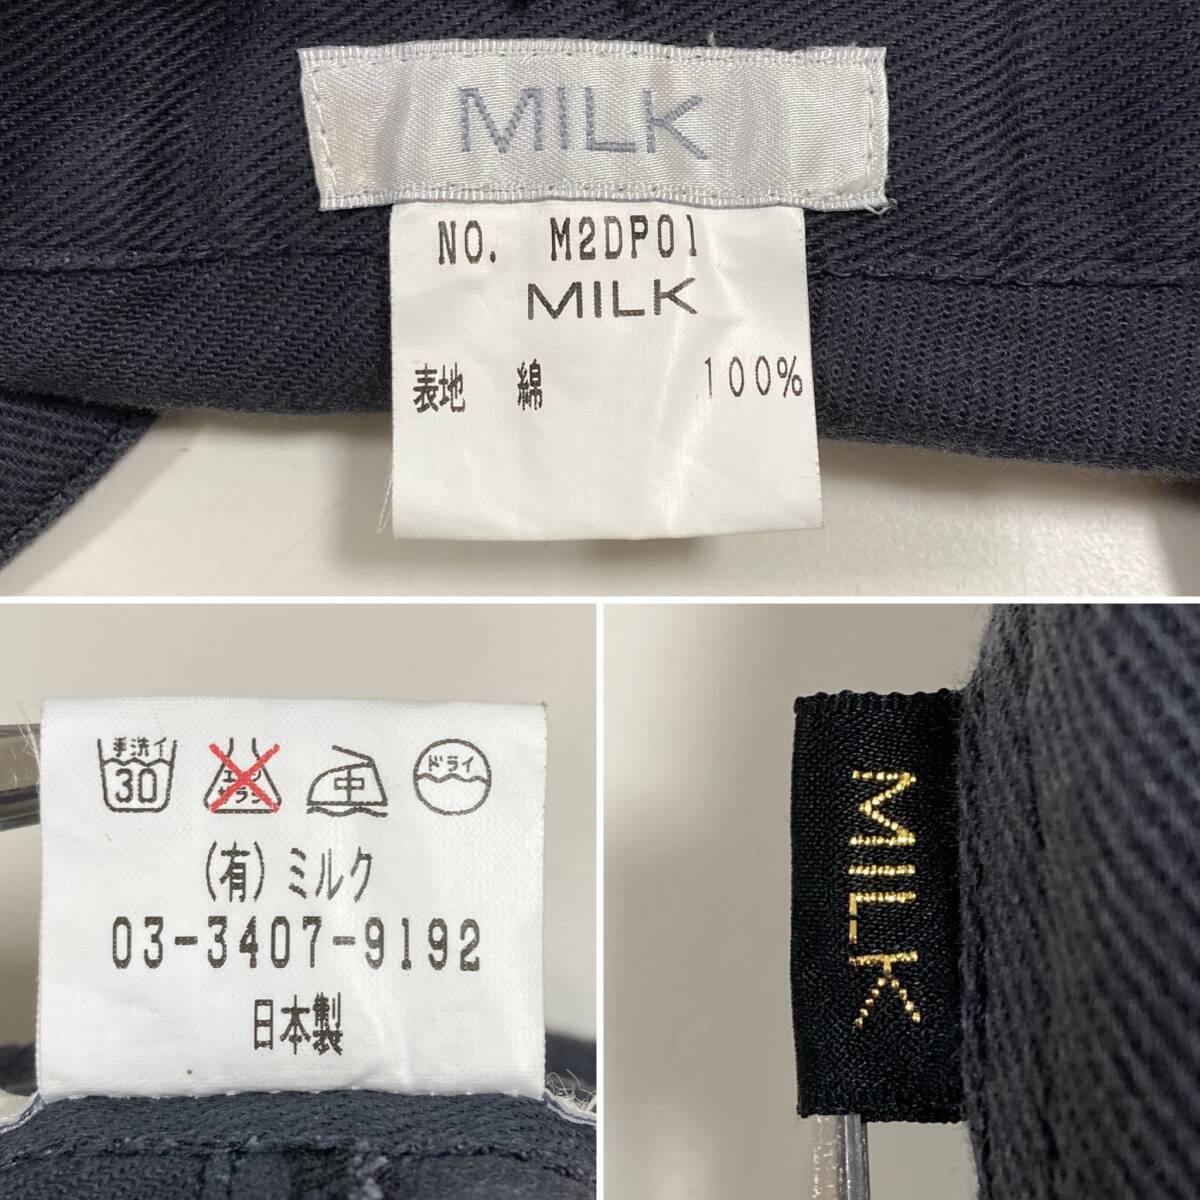 MILK
NO. M2DP01
MILK
表地 綿 100%
手洗イ 30 エンソサラシ 中 ドライ
(有)ミルク
03-3407-9192
日本製
MILK